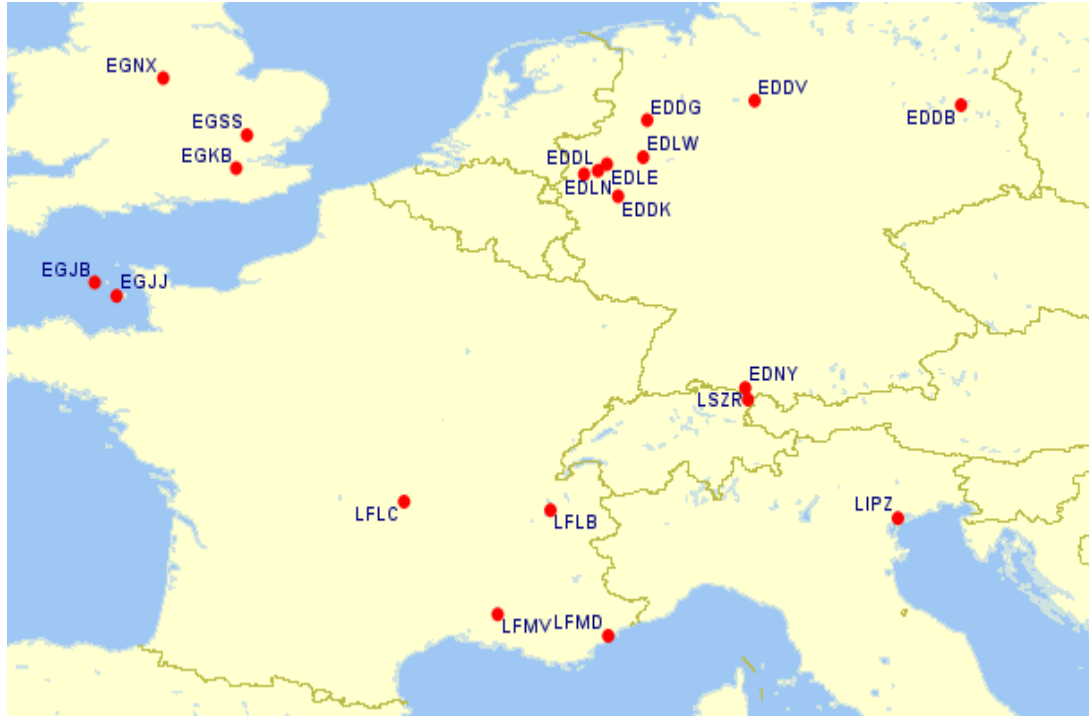 EGNX
EDDV
EDDG
EDDB
EGSS
EGKB
EDLW
EDDL
EDLE
EDLN
EDDK
EGJB
EGJJ
EDNY
LSZR
LFLC
LFLB
LIPZ
LFMV
LFMD